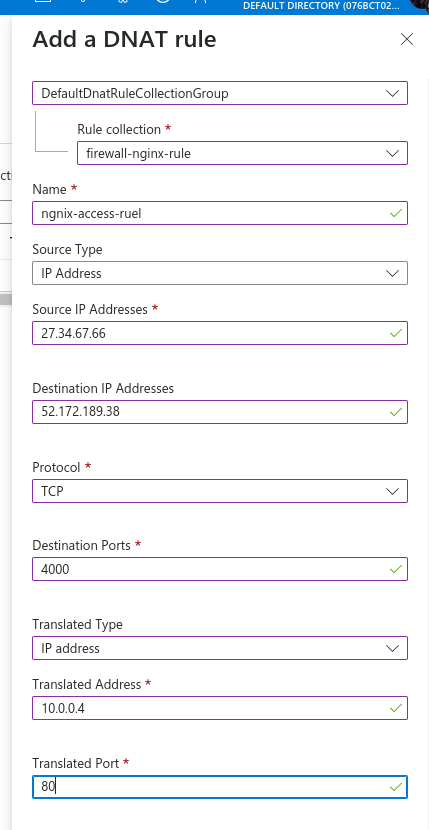 DEFAULT DIRECTORY (076BCT02...
Add a DNAT rule
DefaultDnatRuleCollectionGroup
Rule collection *
firewall-nginx-rule
Name *
ngnix-access-ruel
Source Type
IP Address
Source IP Addresses *
27.34.67.66
Destination IP Addresses
52.172.189.38
Protocol *
TCP
Destination Ports *
4000
Translated Type
IP address
Translated Address *
10.0.0.4
Translated Port *
80